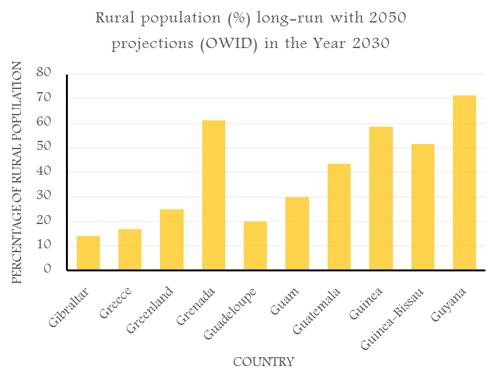 Rural population (%) long-run with 2050
projections (OWID) in the Year 2030
PERCENTAGE OF RURAL POPULATION
80
70
60
50
40
30
20
10
0
Gibraltar
Greece
Greenland
Grenada
Guadeloupe
Guam
Guatemala
Guinea
Guinea-Bissau
Guyana
COUNTRY